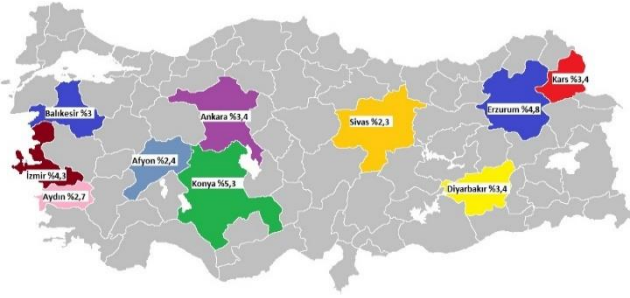 Kars %3,4
Balıkesir %3
Ankara %3,4
Erzurum %4,8
Sivas %2,3
Afyon %2,4
İzmir %4,3
Konya %5,3
Diyarbakır %3,4
Aydın %2,7